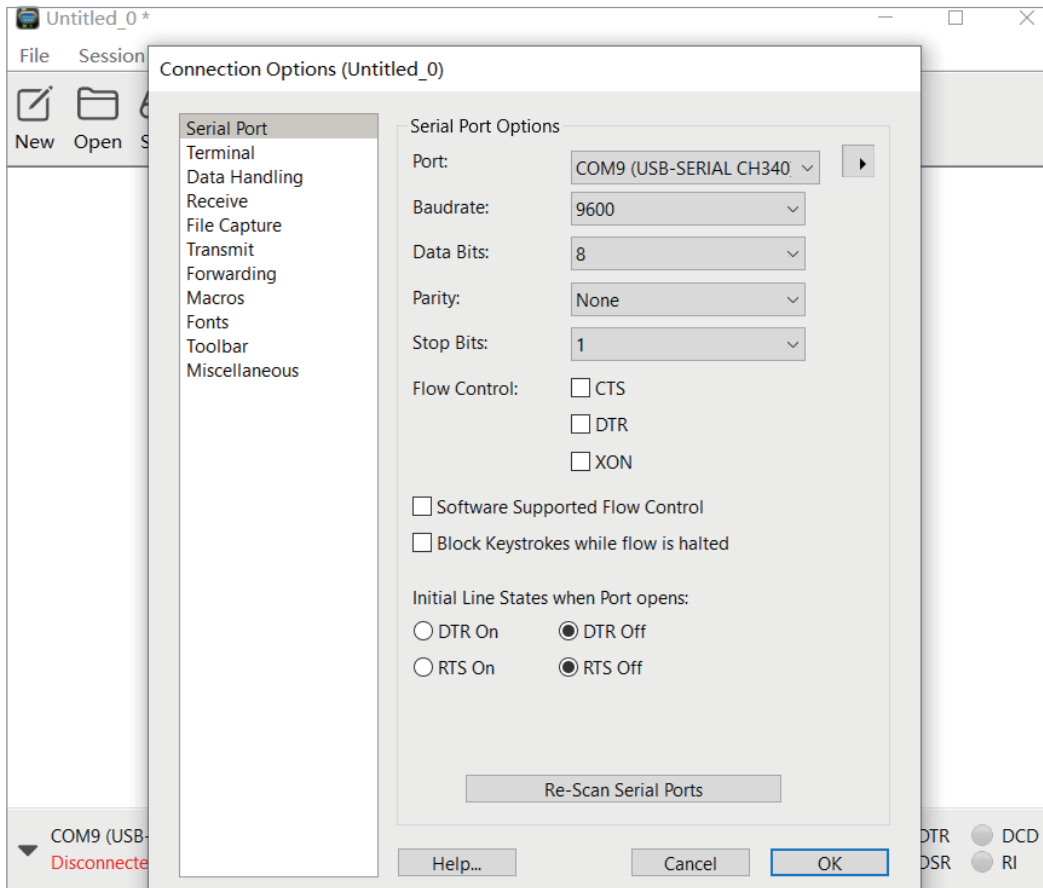 Untitled_0 *
File Session
Connection Options (Untitled_0)
New Open S
Serial Port
Terminal
Data Handling
Receive
File Capture
Transmit
Forwarding
Macros
Fonts
Toolbar
Miscellaneous
Serial Port Options
Port: COM9 (USB-SERIAL CH340)
Baudrate: 9600
Data Bits: 8
Parity: None
Stop Bits: 1
Flow Control: CTS
DTR
XON
Software Supported Flow Control
Block Keystrokes while flow is halted
Initial Line States when Port opens:
DTR On DTR Off
RTS On RTS Off
Re-Scan Serial Ports
Help... Cancel OK
COM9 (USB-
Disconnecte
DTR DCD
DSR RI